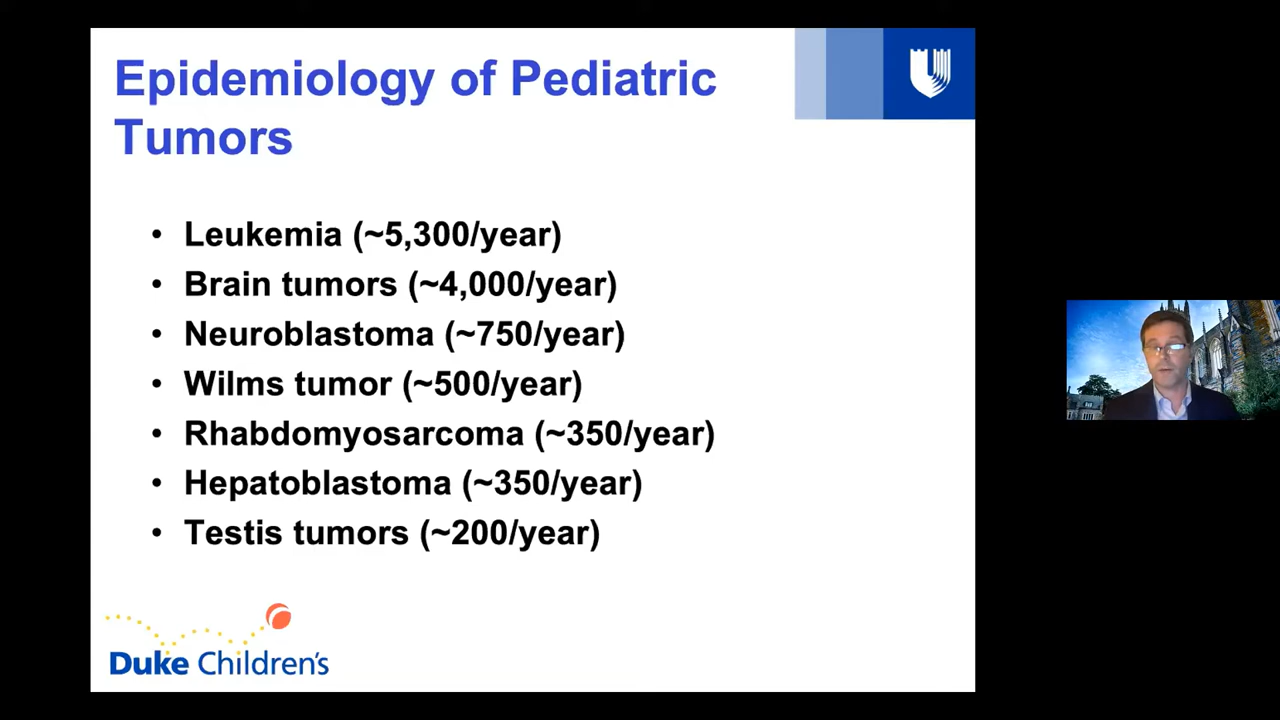 Epidemiology of Pediatric
Tumors
• Leukemia (~5,300/year)
• Brain tumors (~4,000/year)
• Neuroblastoma (~750/year)
• Wilms tumor (~500/year)
• Rhabdomyosarcoma (~350/year)
• Hepatoblastoma (~350/year)
• Testis tumors (~200/year)
Duke Children's